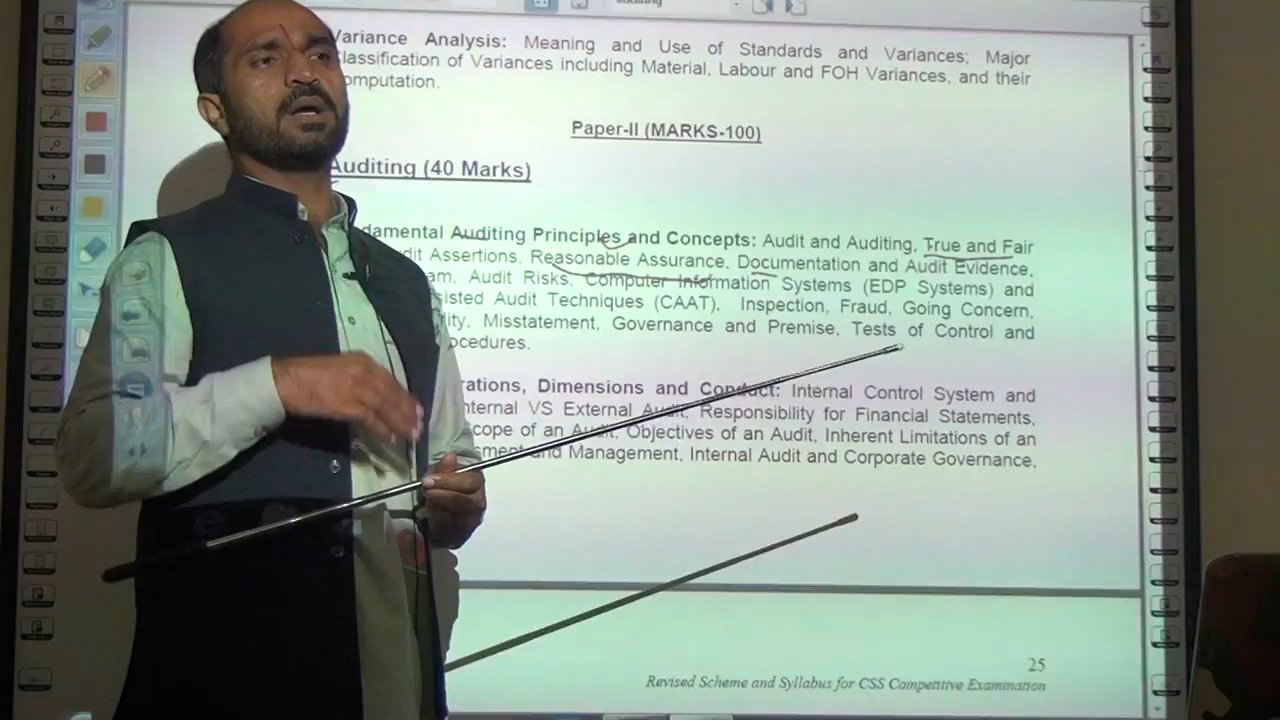 auditing
Variance Analysis: Meaning and Use of Standards and Variances; Major
Classification of Variances including Material, Labour and FOH Variances, and their
omputation.
Paper-II (MARKS-100)
Auditing (40 Marks)
damental Auditing Principles and Concepts: Audit and Auditing, True and Fair
dit Assertions, Reasonable Assurance, Documentation and Audit Evidence,
am, Audit Risks, Computer Information Systems (EDP Systems) and
sisted Audit Techniques (CAAT), Inspection, Fraud, Going Concern,
lity, Misstatement, Governance and Premise, Tests of Control and
ocedures.
rations, Dimensions and Conduct: Internal Control System and
nternal VS External Audit, Responsibility for Financial Statements,
cope of an Audit, Objectives of an Audit, Inherent Limitations of an
sment and Management, Internal Audit and Corporate Governance,
25
Revised Scheme and Syllabus for CSS Competitive Examination